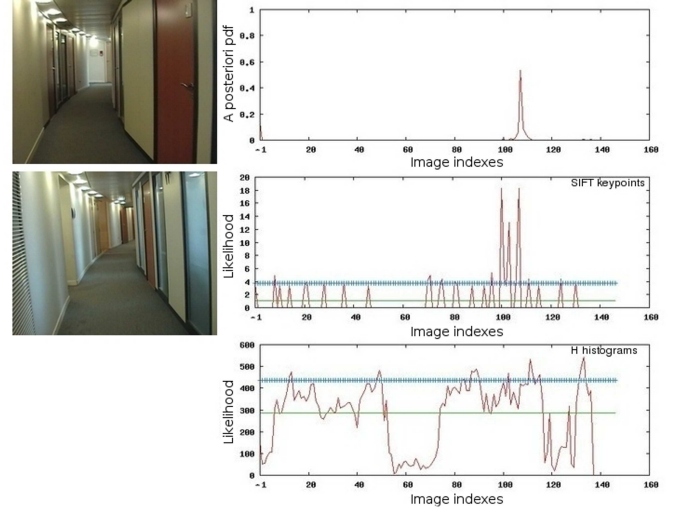 A posteriori pdf
1
0.8
0.6
0.4
0.2
0
-1 20 40 60 80 100 120 140 160
Image indexes
SIFT keypoints
Likelihood
20
18
16
14
12
10
8
6
4
2
0
-1 20 40 60 80 100 120 140 160
Image indexes
H histograms
Likelihood
600
500
400
300
200
100
0
-1 20 40 60 80 100 120 140 160
Image indexes